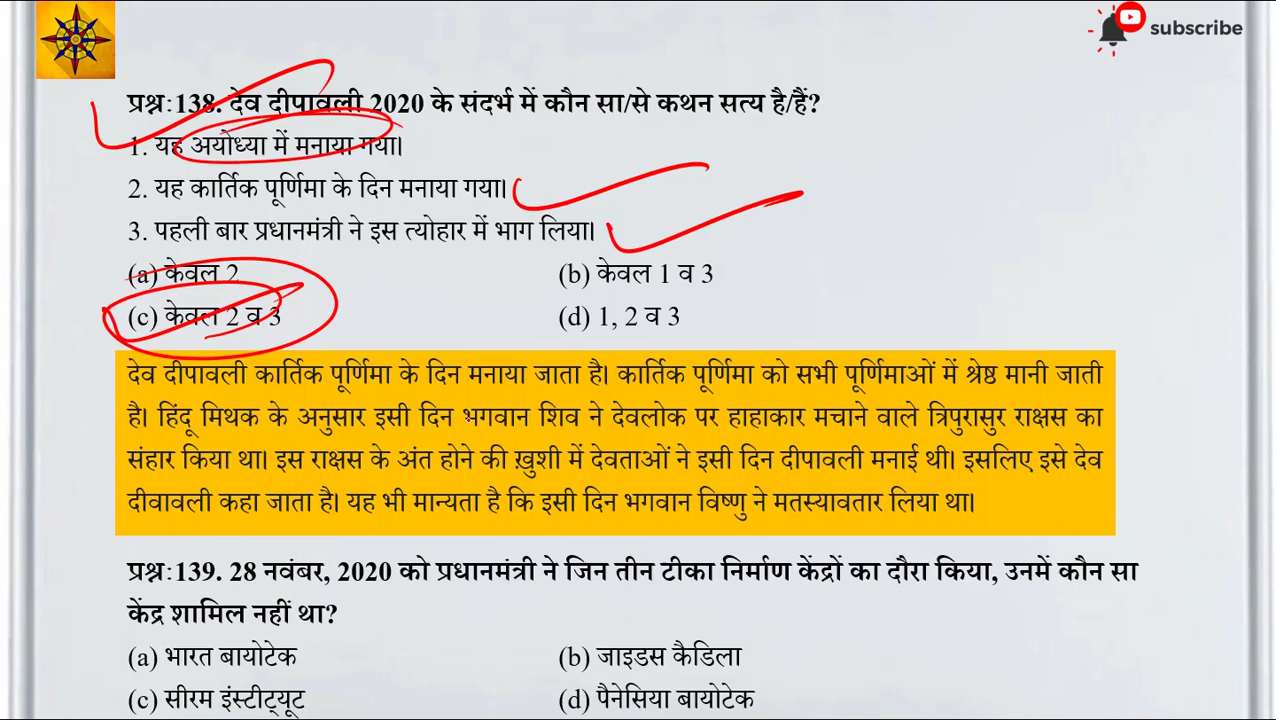 subscribe
प्रश्न:138. देव दीपावली 2020 के संदर्भ में कौन सा/से कथन सत्य है/हैं?
1. यह अयोध्या में मनाया गया।
2. यह कार्तिक पूर्णिमा के दिन मनाया गया।
3. पहली बार प्रधानमंत्री ने इस त्योहार में भाग लिया।
(a) केवल 2 (b) केवल 1 व 3
(c) केवल 2 व 3 (d) 1, 2 व 3
देव दीपावली कार्तिक पूर्णिमा के दिन मनाया जाता है। कार्तिक पूर्णिमा को सभी पूर्णिमाओं में श्रेष्ठ मानी जाती
है। हिंदू मिथक के अनुसार इसी दिन भगवान शिव ने देवलोक पर हाहाकार मचाने वाले त्रिपुरासुर राक्षस का
संहार किया था। इस राक्षस के अंत होने की ख़ुशी में देवताओं ने इसी दिन दीपावली मनाई थी। इसलिए इसे देव
दीवावली कहा जाता है। यह भी मान्यता है कि इसी दिन भगवान विष्णु ने मतस्यावतार लिया था।
प्रश्न:139. 28 नवंबर, 2020 को प्रधानमंत्री ने जिन तीन टीका निर्माण केंद्रों का दौरा किया, उनमें कौन सा
केंद्र शामिल नहीं था?
(a) भारत बायोटेक (b) जाइडस कैडिला
(c) सीरम इंस्टीट्यूट (d) पैनेसिया बायोटेक